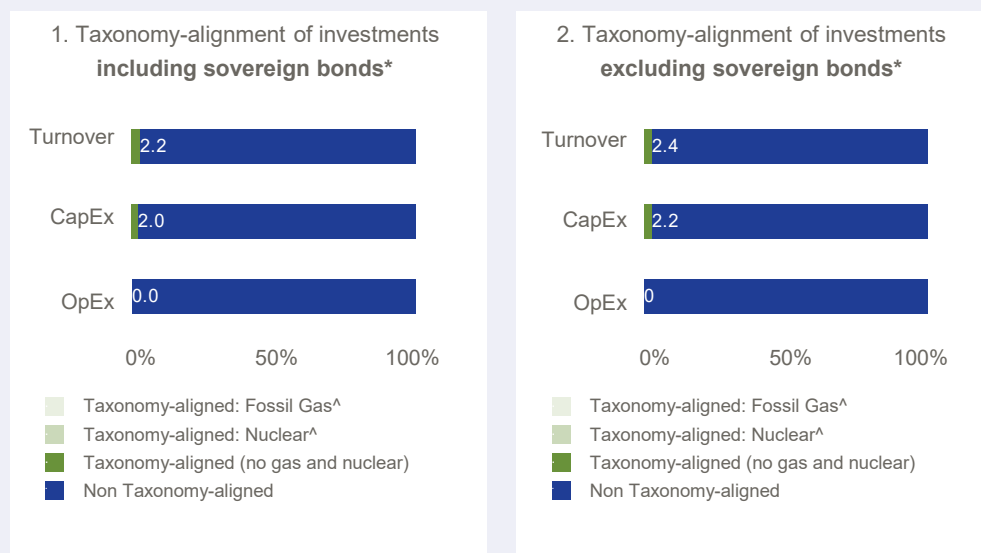 1. Taxonomy-alignment of investments
including sovereign bonds*
Turnover
2.2
CapEx
2.0
OpEx
0.0
0% 50% 100%
Taxonomy-aligned: Fossil Gas^
Taxonomy-aligned: Nuclear^
Taxonomy-aligned (no gas and nuclear)
Non Taxonomy-aligned
2. Taxonomy-alignment of investments
excluding sovereign bonds*
Turnover
2.4
CapEx
2.2
OpEx
0
0% 50% 100%
Taxonomy-aligned: Fossil Gas^
Taxonomy-aligned: Nuclear^
Taxonomy-aligned (no gas and nuclear)
Non Taxonomy-aligned